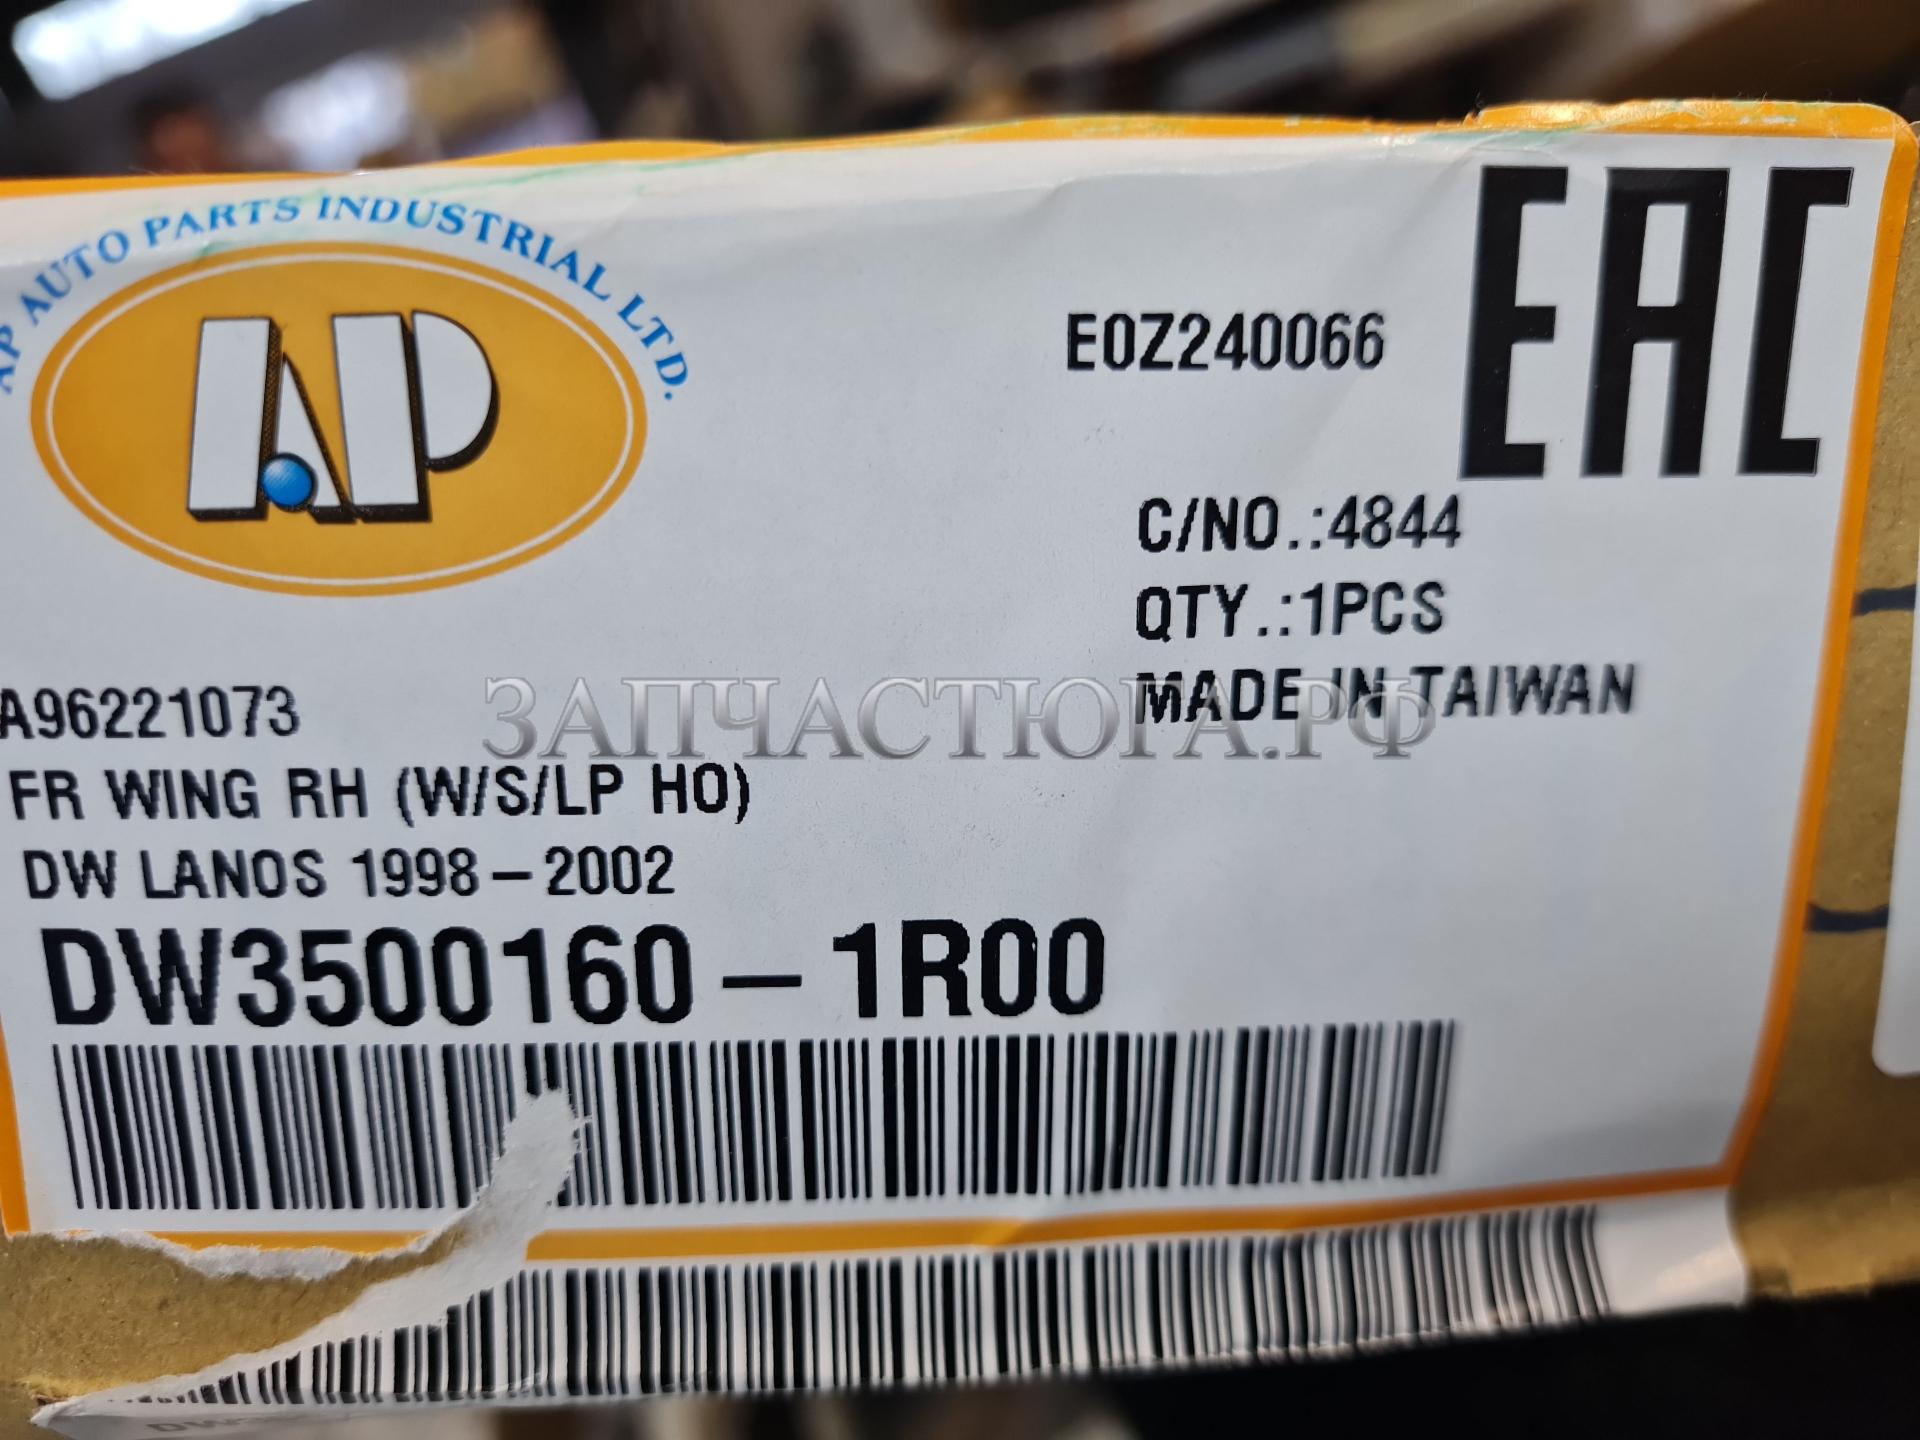 AP AUTO PARTS INDUSTRIAL LTD.
AP
E0Z240066
EAC
C/NO.:4844
QTY.:1PCS
MADE IN TAIWAN
A96221073
ЗАПЧАСТЮГА.РФ
FR WING RH (W/S/LP HO)
DW LANOS 1998-2002
DW3500160-1R00